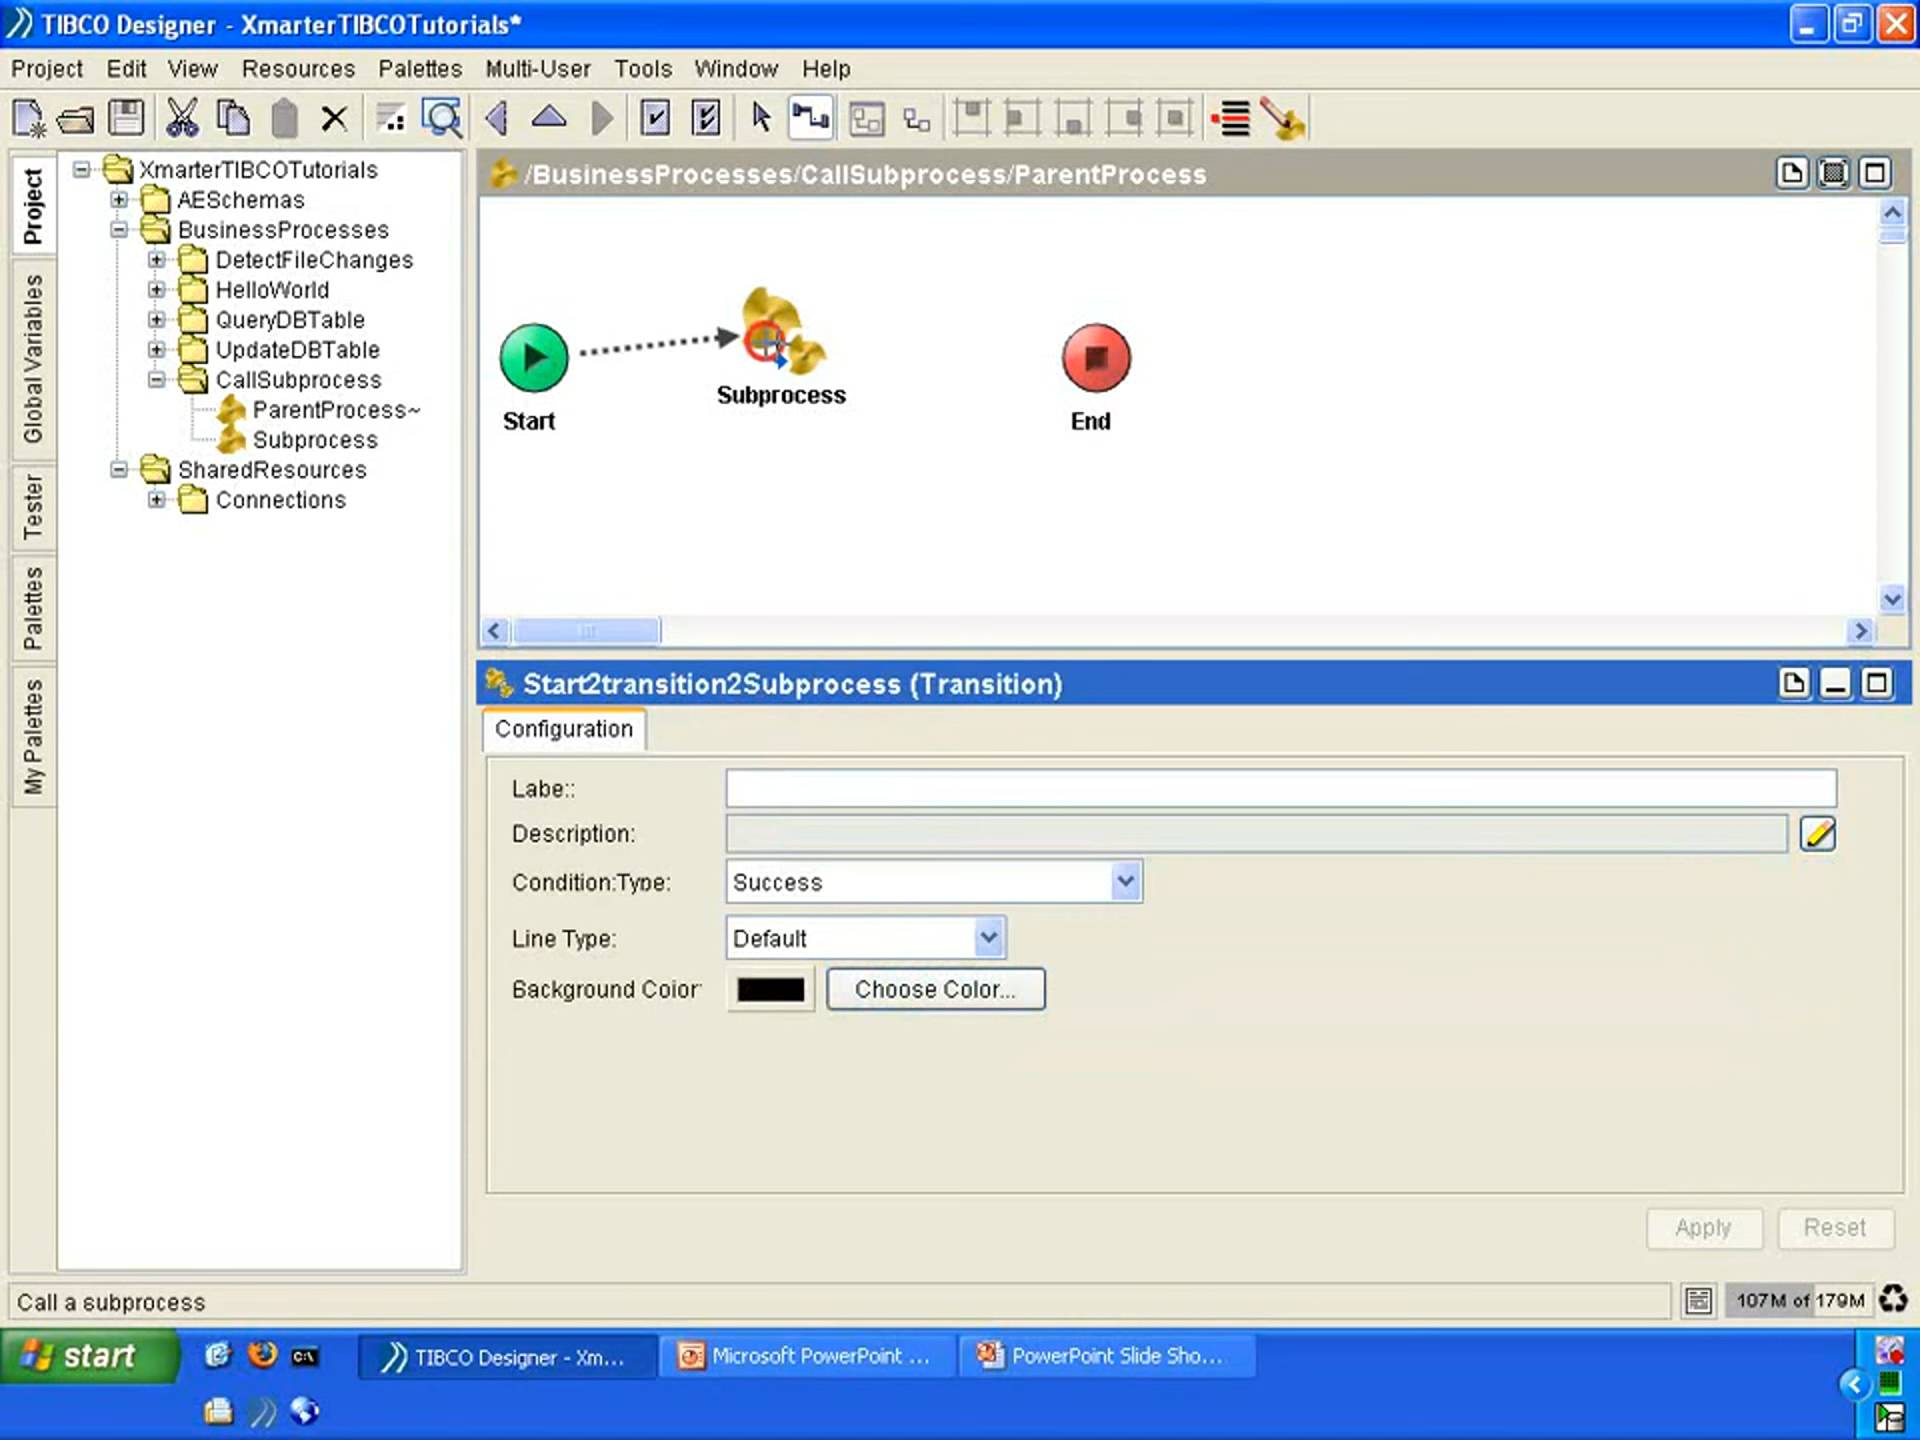 TIBCO Designer - XmarterTIBCOTutorials*
Project Edit View Resources Palettes Multi-User Tools Window Help
Project
Global Variables
Tester
Palettes
My Palettes
XmarterTIBCOTutorials
AESchemas
BusinessProcesses
DetectFileChanges
HelloWorld
QueryDBTable
UpdateDBTable
CallSubprocess
ParentProcess~
Subprocess
SharedResources
Connections
/BusinessProcesses/CallSubprocess/ParentProcess
Start
Subprocess
End
Start2transition2Subprocess (Transition)
Configuration
Labe::
Description:
Condition:Type: Success
Line Type: Default
Background Color: Choose Color...
Apply Reset
Call a subprocess
107M of 179M
start
C:\
TIBCO Designer - Xm...
Microsoft PowerPoint ...
PowerPoint Slide Sho...